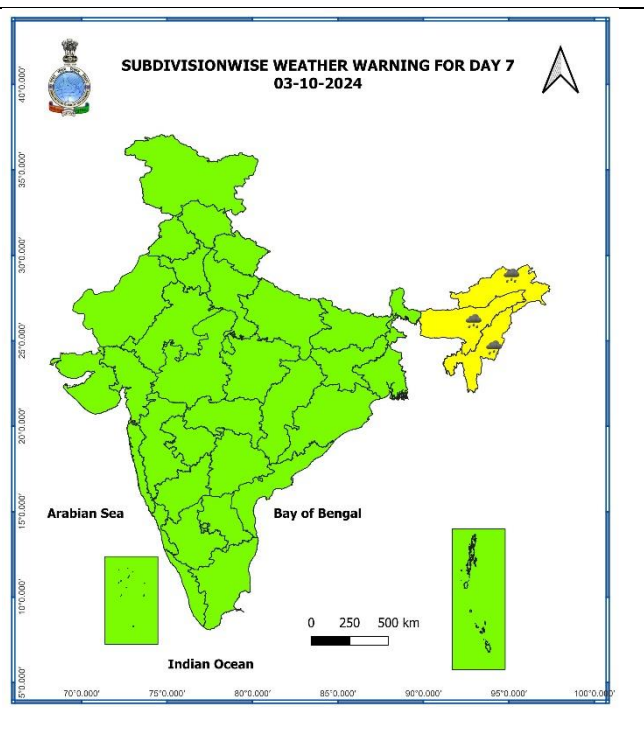 SUBDIVISIONWISE WEATHER WARNING FOR DAY 7
03-10-2024
40°0.000'
35°0.000'
30°0.000'
25°0.000'
20°0.000'
15°0.000'
10°0.000'
5°0.000'
Arabian Sea
Bay of Bengal
0 250 500 km
Indian Ocean
70°0.000' 75°0.000' 80°0.000' 85°0.000' 90°0.000' 95°0.000' 100°0.000'